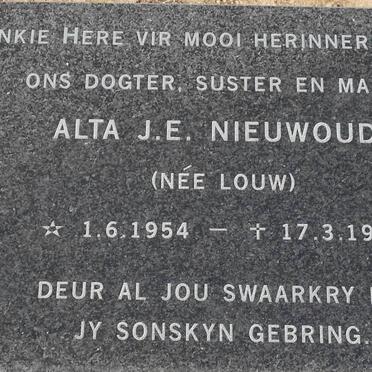 NKIE HERE VIR MOOI HERINNER
ONS DOGTER, SUSTER EN MA
ALTA J.E. NIEUWOUD
(NÉE LOUW)
☆ 1.6.1954 — ✝ 17.3.19
DEUR AL JOU SWAARKRY
JY SONSKYN GEBRING.